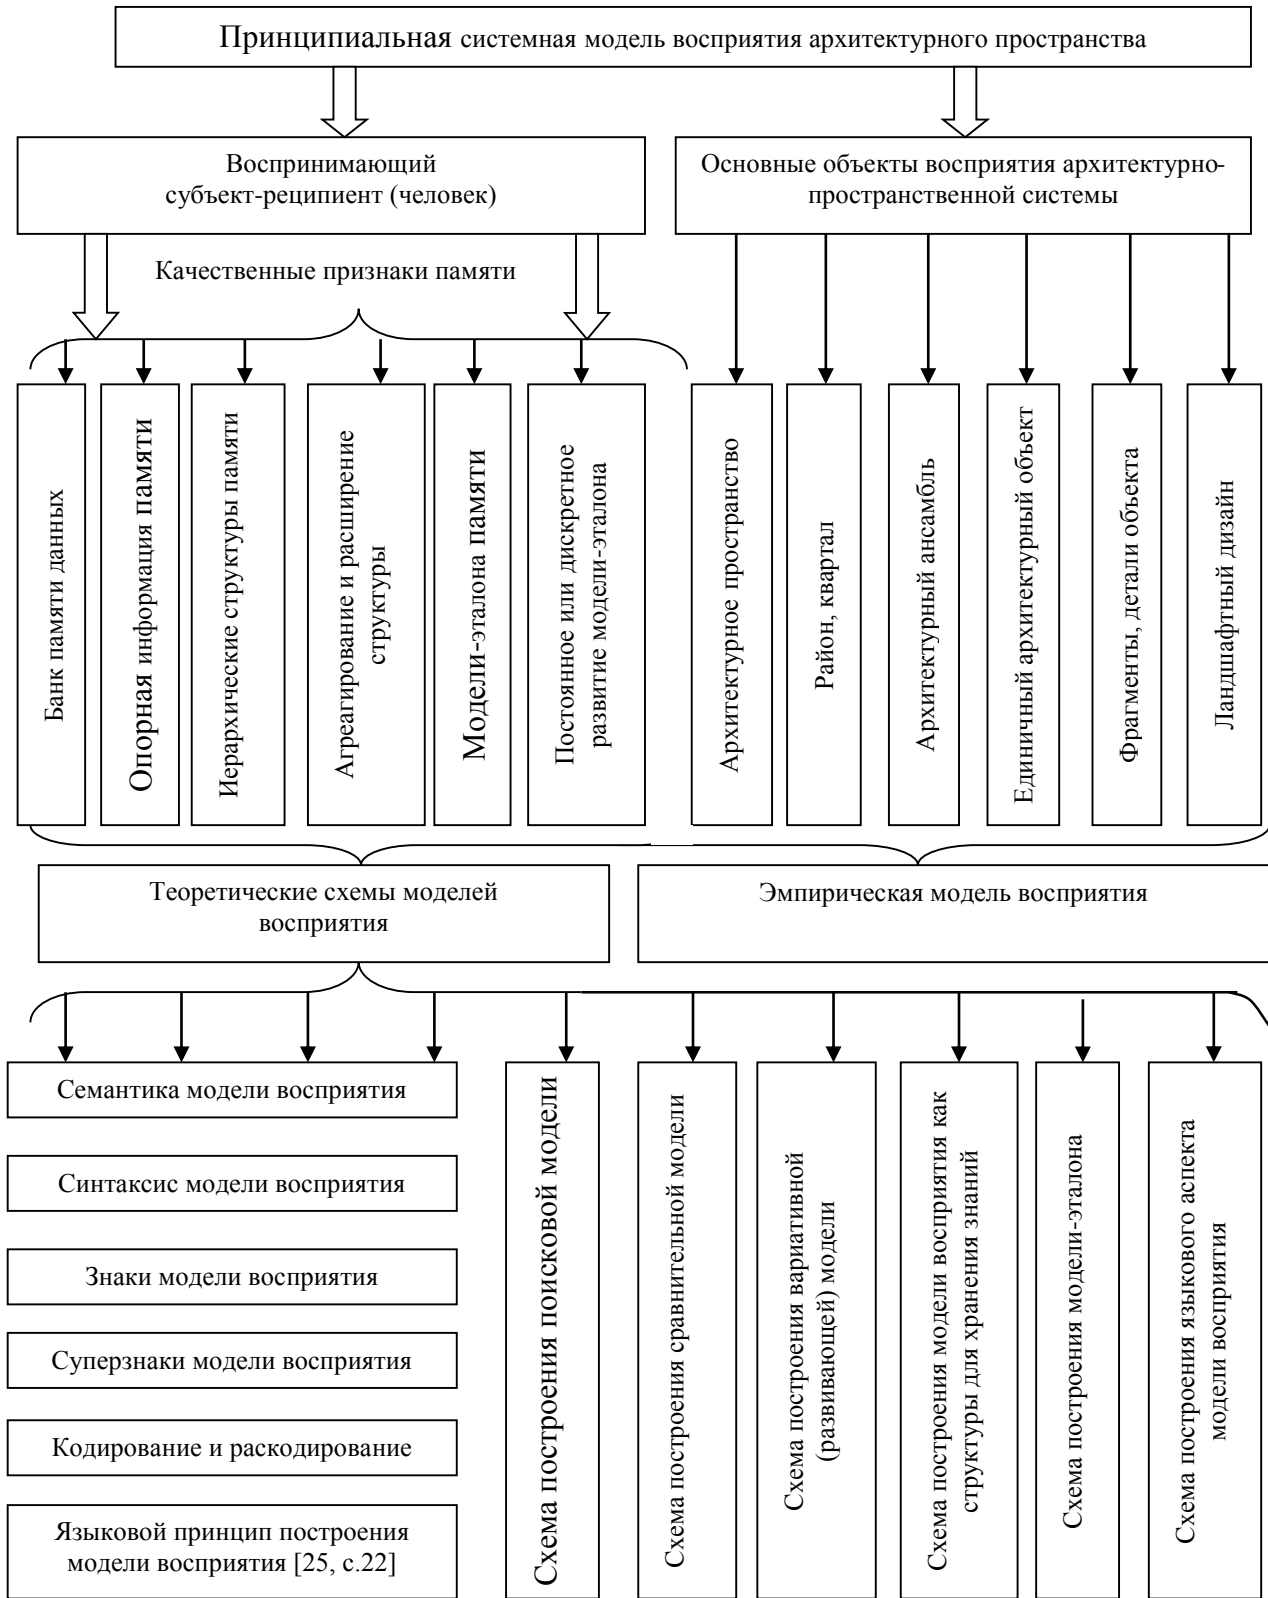 Принципиальная системная модель восприятия архитектурного пространства
Воспринимающий
субъект-реципиент (человек)
Основные объекты восприятия архитектурно-
пространственной системы
Качественные признаки памяти
Банк памяти данных
Опорная информация памяти
Иерархические структуры памяти
Агреагирование и расширение
структуры
Модели-эталона памяти
Постоянное или дискретное
развитие модели-эталона
Архитектурное пространство
Район, квартал
Архитектурный ансамбль
Единичный архитектурный объект
Фрагменты, детали объекта
Ландшафтный дизайн
Теоретические схемы моделей
восприятия
Эмпирическая модель восприятия
Семантика модели восприятия
Синтаксис модели восприятия
Знаки модели восприятия
Суперзнаки модели восприятия
Кодирование и раскодирование
Языковой принцип построения
модели восприятия [25, с.22]
Схема построения поисковой модели
Схема построения сравнительной модели
Схема построения вариативной
(развивающей) модели
Схема построения модели восприятия как
структуры для хранения знаний
Схема построения модели-эталона
Схема построения языкового аспекта
модели восприятия